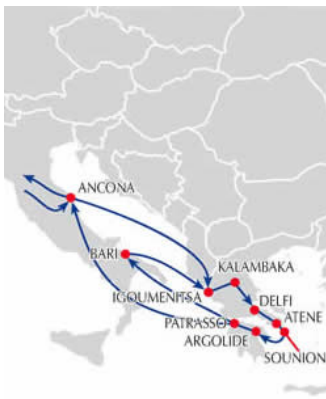 ANCONA
BARI
KALAMBAKA
IGOUMENITSA
DELFI
ATENE
PATRASSO
ARGOLIDE
SOUNION